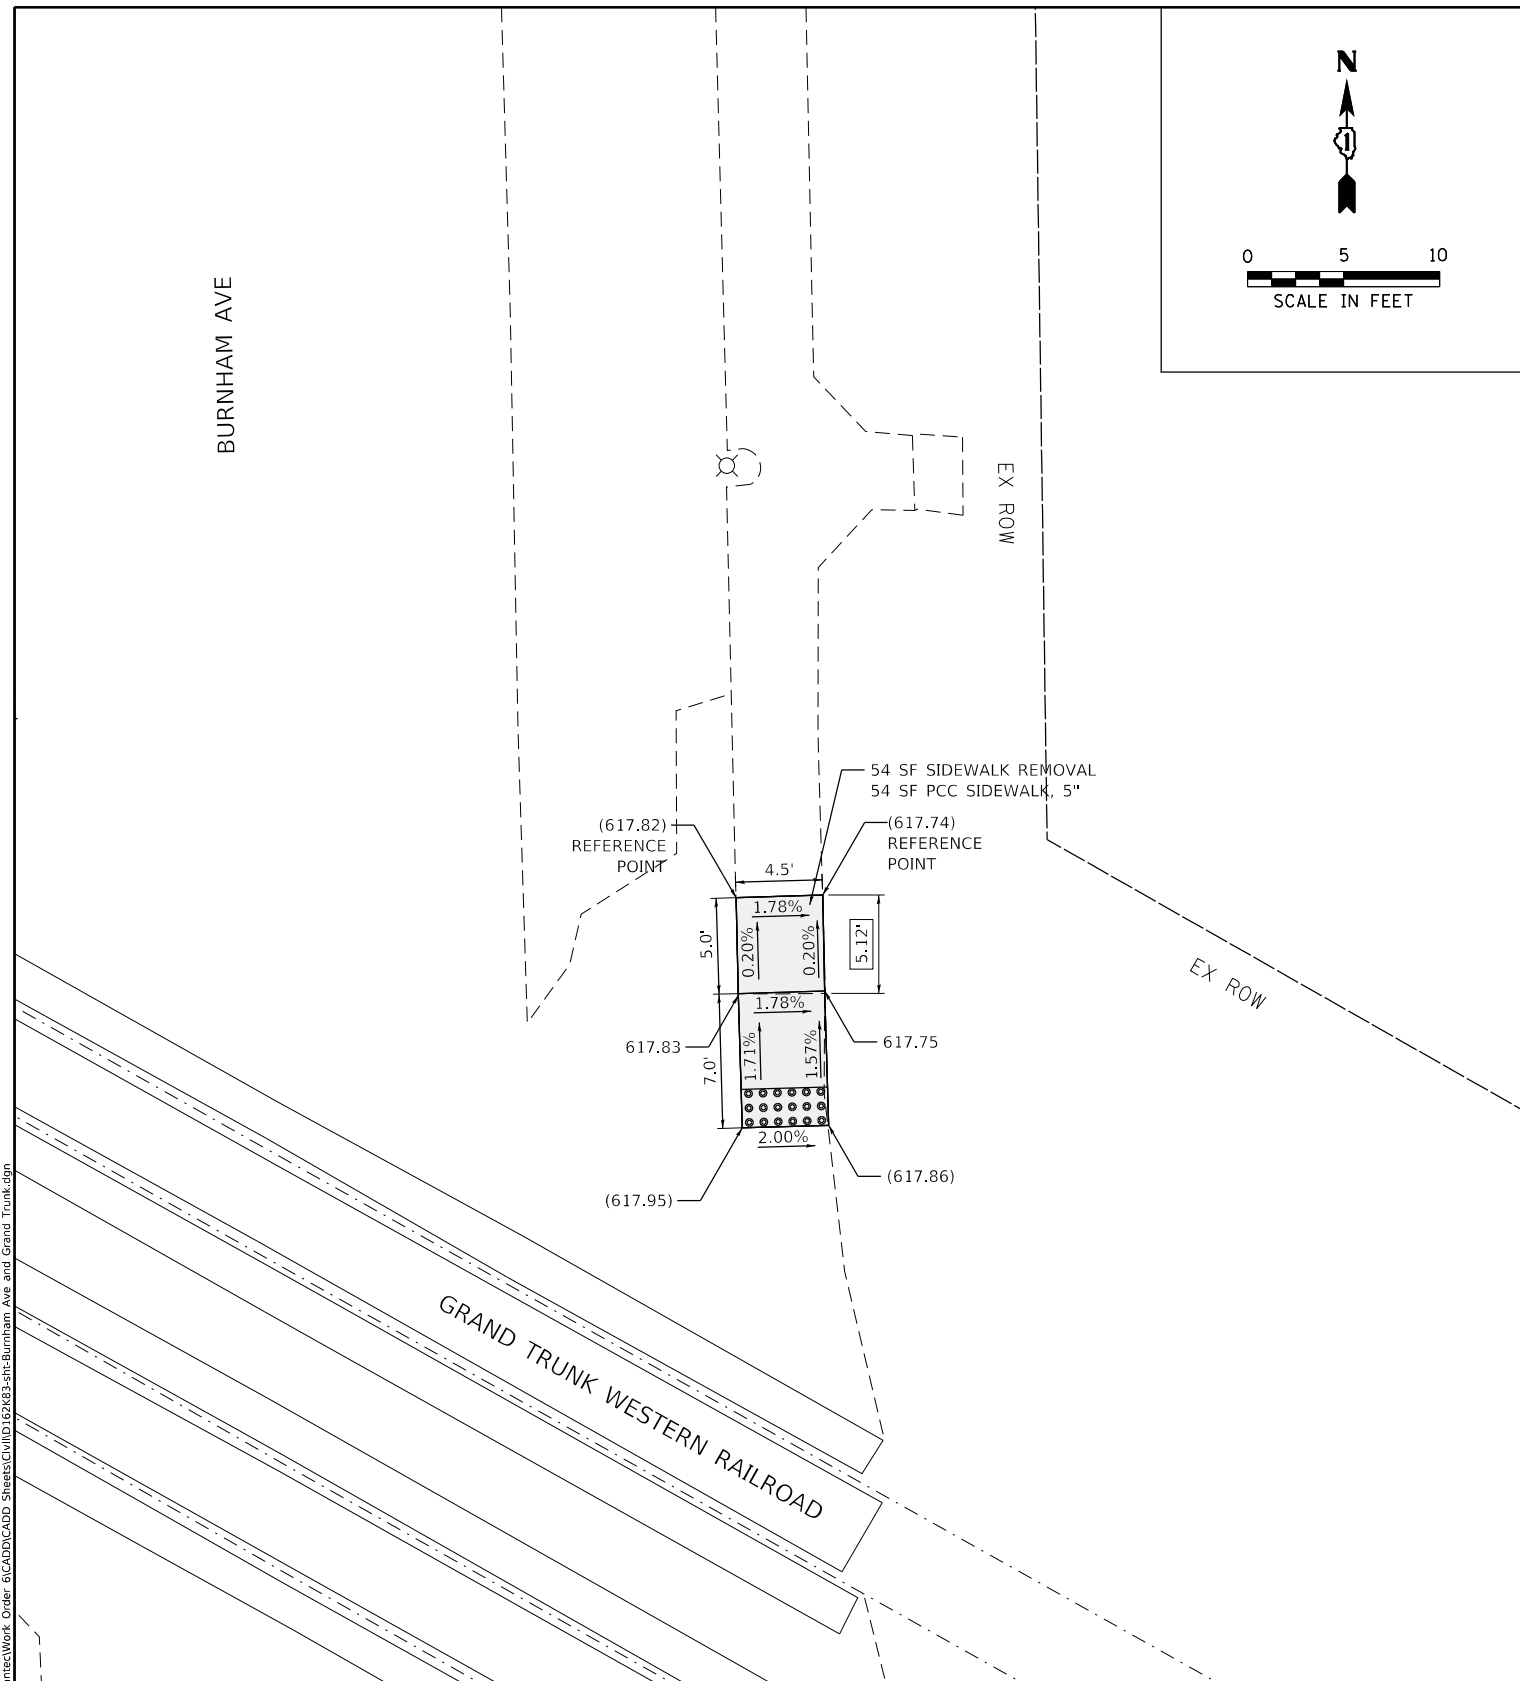 N
1
0 5 10
SCALE IN FEET
BURNHAM AVE
EX ROW
54 SF SIDEWALK REMOVAL
54 SF PCC SIDEWALK, 5"
(617.82)
REFERENCE
POINT
(617.74)
REFERENCE
POINT
4.5'
1.78%
5.0'
0.20%
0.20%
5.12'
EX ROW
1.78%
617.83
617.75
7.0'
1.71%
1.57%
2.00%
(617.95)
(617.86)
GRAND TRUNK WESTERN RAILROAD
ntec\Work Order 6\CADD\CADD Sheets\Civil\D162K83-sht-Burnham Ave and Grand Trunk.dgn